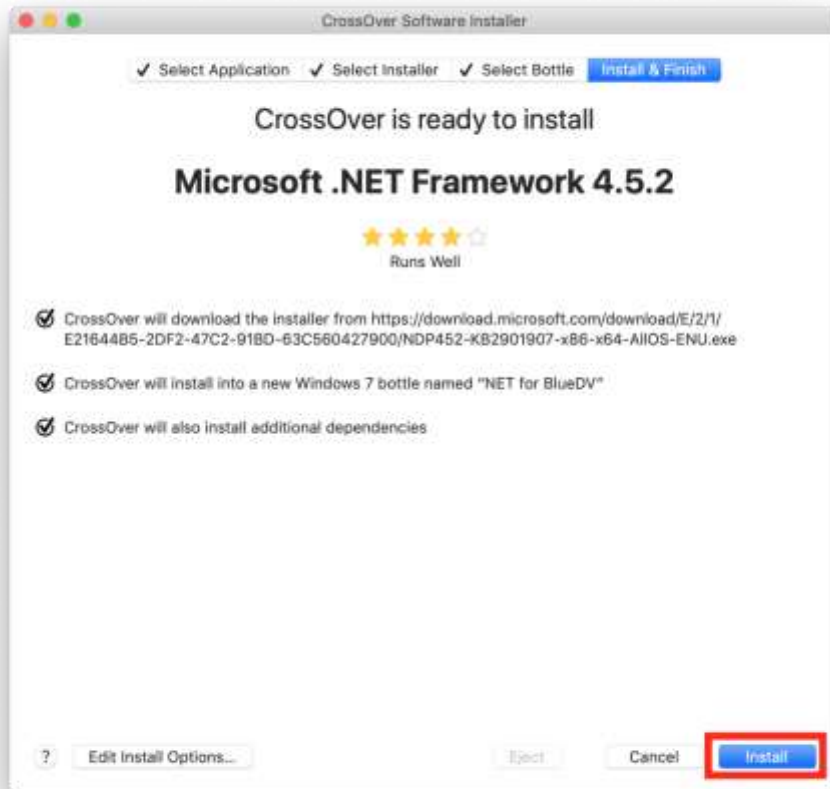 CrossOver Software Installer
✓ Select Application ✓ Select Installer ✓ Select Bottle Install & Finish
CrossOver is ready to install
Microsoft .NET Framework 4.5.2
Runs Well
CrossOver will download the installer from https://download.microsoft.com/download/E/2/1/
E21644B5-2DF2-47C2-91BD-63C560427900/NDP452-KB2901907-x86-x64-AllOS-ENU.exe
CrossOver will install into a new Windows 7 bottle named "NET for BlueDV"
CrossOver will also install additional dependencies
? Edit Install Options... Eject Cancel Install